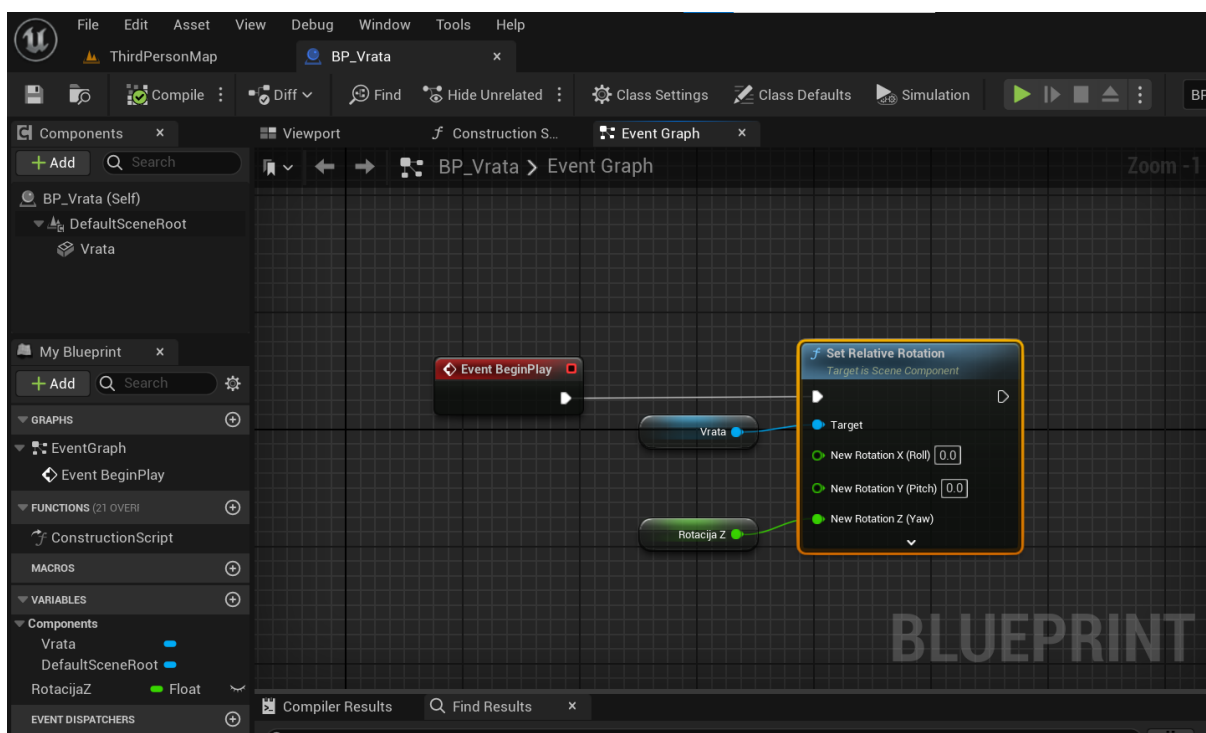 File Edit Asset View Debug Window Tools Help
ThirdPersonMap BP_Vrata
Compile Diff Find Hide Unrelated Class Settings Class Defaults Simulation BP
Components
Add Search
BP_Vrata (Self)
DefaultSceneRoot
Vrata
My Blueprint
Add Search
GRAPHS
EventGraph
Event BeginPlay
FUNCTIONS (21 OVERI
ConstructionScript
MACROS
VARIABLES
Components
Vrata
DefaultSceneRoot
RotacijaZ Float
EVENT DISPATCHERS
Viewport Construction S... Event Graph
BP_Vrata > Event Graph Zoom -1
Event BeginPlay
Vrata
Rotacija Z
Set Relative Rotation
Target is Scene Component
Target
New Rotation X (Roll) 0.0
New Rotation Y (Pitch) 0.0
New Rotation Z (Yaw)
BLUEPRINT
Compiler Results Find Results